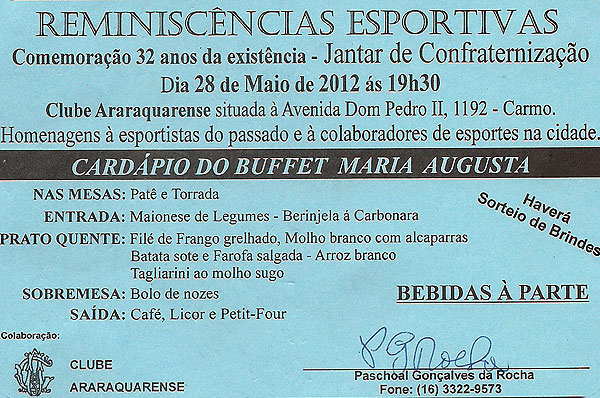 REMINISCÊNCIAS ESPORTIVAS
Comemoração 32 anos da existência - Jantar de Confraternização
Dia 28 de Maio de 2012 ás 19h30
Clube Araraquarense situada à Avenida Dom Pedro II, 1192 - Carmo.
Homenagens à esportistas do passado e à colaboradores de esportes na cidade.
CARDÁPIO DO BUFFET MARIA AUGUSTA
NAS MESAS: Patê e Torrada
ENTRADA: Maionese de Legumes - Berinjela á Carbonara
Haverá
Sorteio de Brindes
PRATO QUENTE: Filé de Frango grelhado, Molho branco com alcaparras
Batata sote e Farofa salgada - Arroz branco
Tagliarini ao molho sugo
SOBREMESA: Bolo de nozes
BEBIDAS À PARTE
SAÍDA: Café, Licor e Petit-Four
Colaboração:
CLUBE
ARARAQUARENSE
P G Rocha
Paschoal Gonçalves da Rocha
Fone: (16) 3322-9573